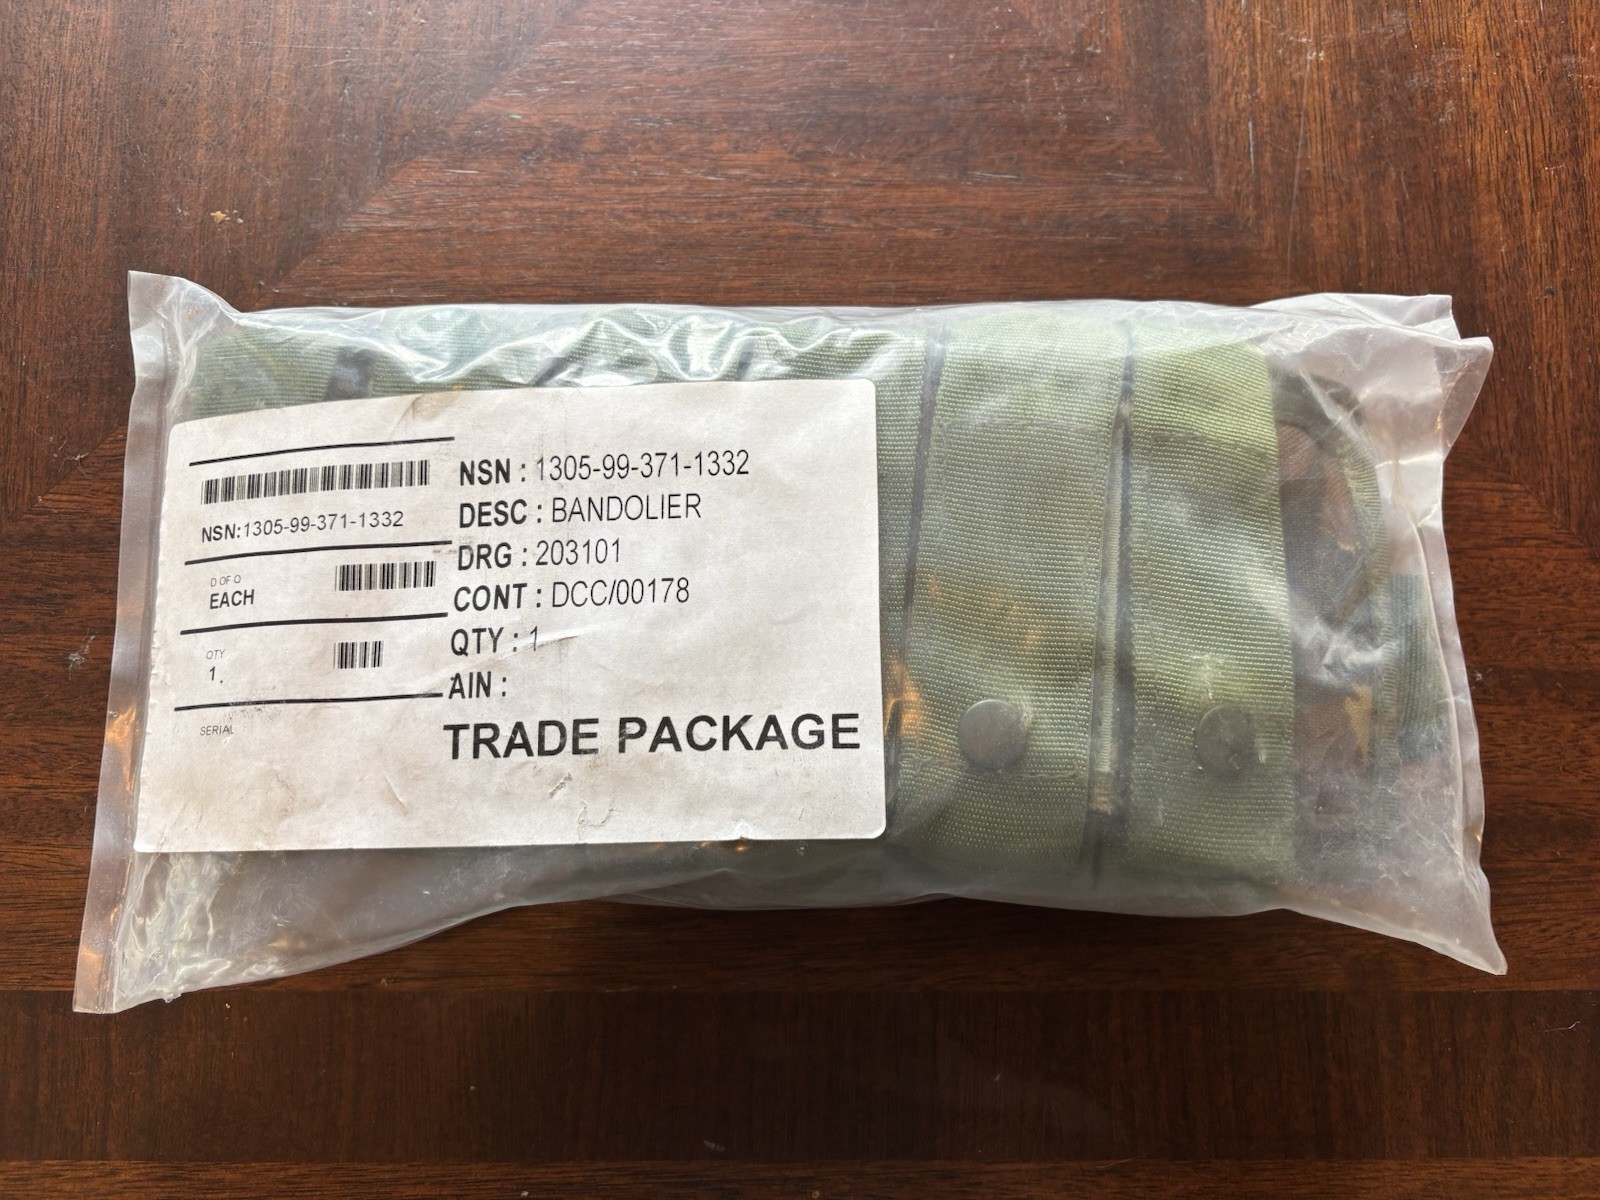 NSN:1305-99-371-1332
D OF Q
EACH
QTY
1.
SERIAL
NSN : 1305-99-371-1332
DESC : BANDOLIER
DRG : 203101
CONT : DCC/00178
QTY : 1
AIN :
TRADE PACKAGE